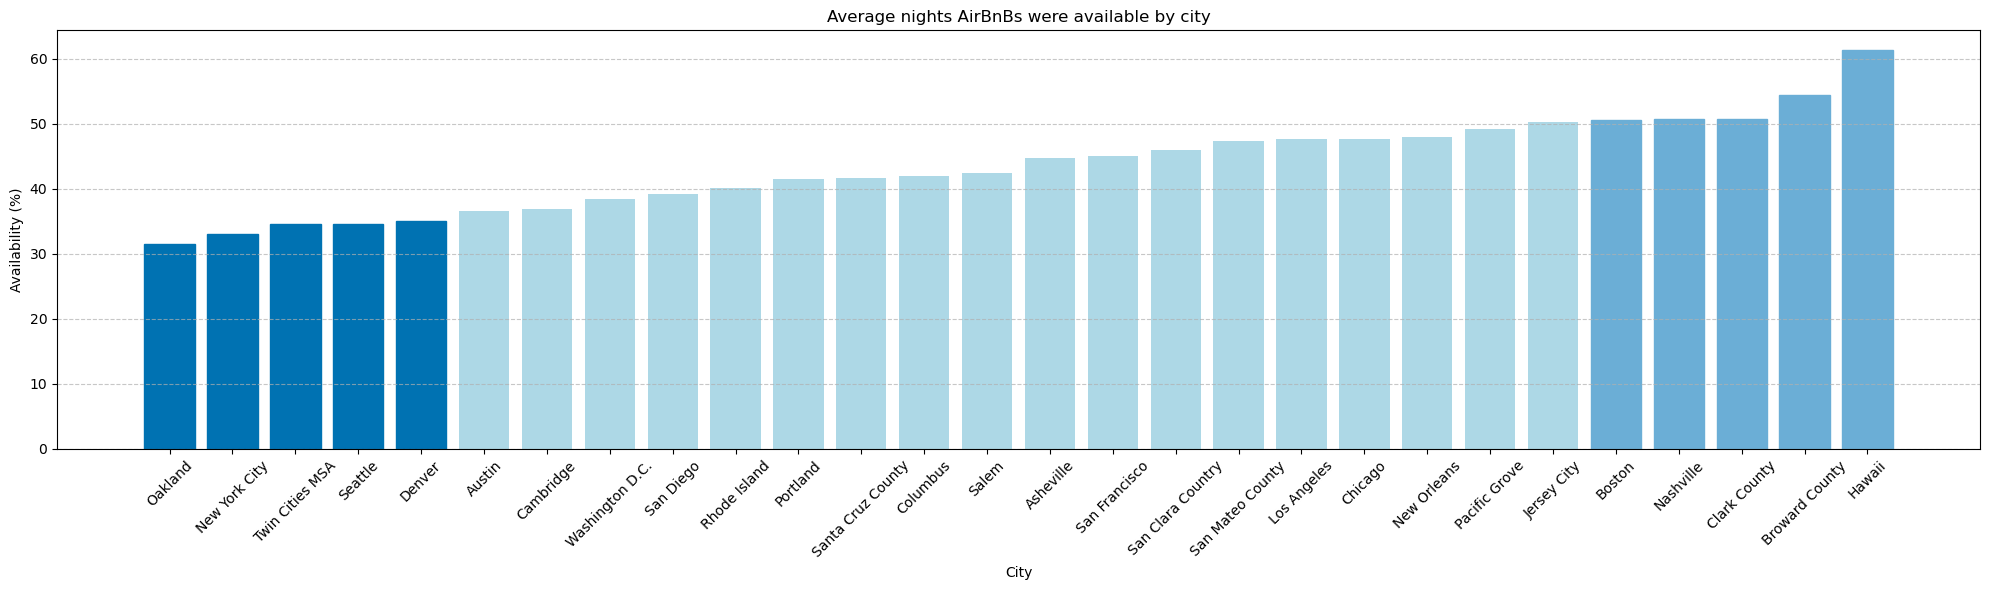 Average nights AirBnBs were available by city
Availability (%)
60
50
40
30
20
10
0
Oakland
New York City
Twin Cities MSA
Seattle
Denver
Austin
Cambridge
Washington D.C.
San Diego
Rhode Island
Portland
Santa Cruz County
Columbus
Salem
Asheville
San Francisco
San Clara Country
San Mateo County
Los Angeles
Chicago
New Orleans
Pacific Grove
Jersey City
Boston
Nashville
Clark County
Broward County
Hawaii
City